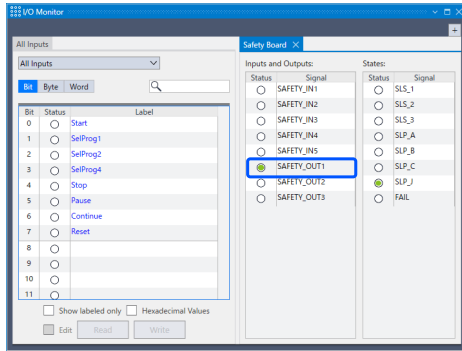 I/O Monitor
All Inputs
All Inputs
Bit Byte Word
Bit Status Label
0 Start
1 SelProg1
2 SelProg2
3 SelProg4
4 Stop
5 Pause
6 Continue
7 Reset
8
9
10
11
Show labeled only Hexadecimal Values
Edit Read Write
Safety Board
Inputs and Outputs:
Status Signal
SAFETY_IN1
SAFETY_IN2
SAFETY_IN3
SAFETY_IN4
SAFETY_IN5
SAFETY_OUT1
SAFETY_OUT2
SAFETY_OUT3
States:
Status Signal
SLS_1
SLS_2
SLS_3
SLP_A
SLP_B
SLP_C
SLP_J
FAIL